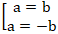 a = b
a = −b